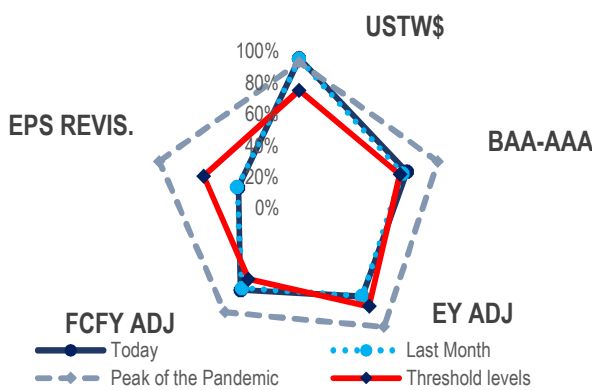 USTW$
100%
80%
60%
40%
20%
0%
EPS REVIS.
BAA-AAA
FCFY ADJ
EY ADJ
Today
Last Month
Peak of the Pandemic
Threshold levels